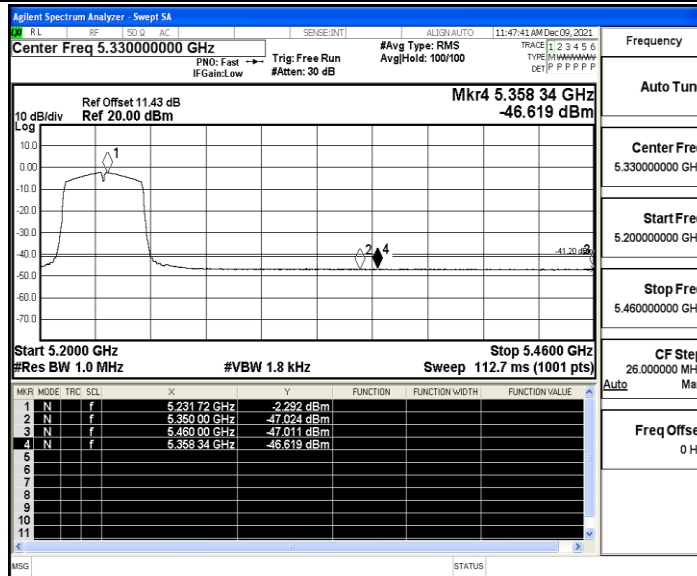 Agilent Spectrum Analyzer - Swept SA
RL RF 50 Ω AC SENSE:INT ALIGNAUTO 11:47:41 AM Dec 09, 2021
Center Freq 5.330000000 GHz
PNO: Fast
IFGain:Low
Trig: Free Run
#Atten: 30 dB
#Avg Type: RMS
Avg|Hold: 100/100
TRACE 1 2 3 4 5 6
TYPE M WWWWW
DET P P P P P P
Ref Offset 11.43 dB
10 dB/div Ref 20.00 dBm
Log
Mkr4 5.358 34 GHz
-46.619 dBm
10.0
0.00
-10.0
-20.0
-30.0
-40.0
-50.0
-60.0
-70.0
1
2
4
3
-41.20 dBm
Start 5.2000 GHz Stop 5.4600 GHz
#Res BW 1.0 MHz #VBW 1.8 kHz Sweep 112.7 ms (1001 pts)
MKR MODE TRC SCL X Y FUNCTION FUNCTION WIDTH FUNCTION VALUE
1 N f 5.231 72 GHz -2.292 dBm
2 N f 5.350 00 GHz -47.024 dBm
3 N f 5.460 00 GHz -47.011 dBm
4 N f 5.358 34 GHz -46.619 dBm
5
6
7
8
9
10
11
MSG STATUS
Frequency
Auto Tun
Center Fre
5.330000000 GH
Start Fre
5.200000000 GH
Stop Fre
5.460000000 GH
CF Step
26.000000 MH
Auto Ma
Freq Offse
0 H